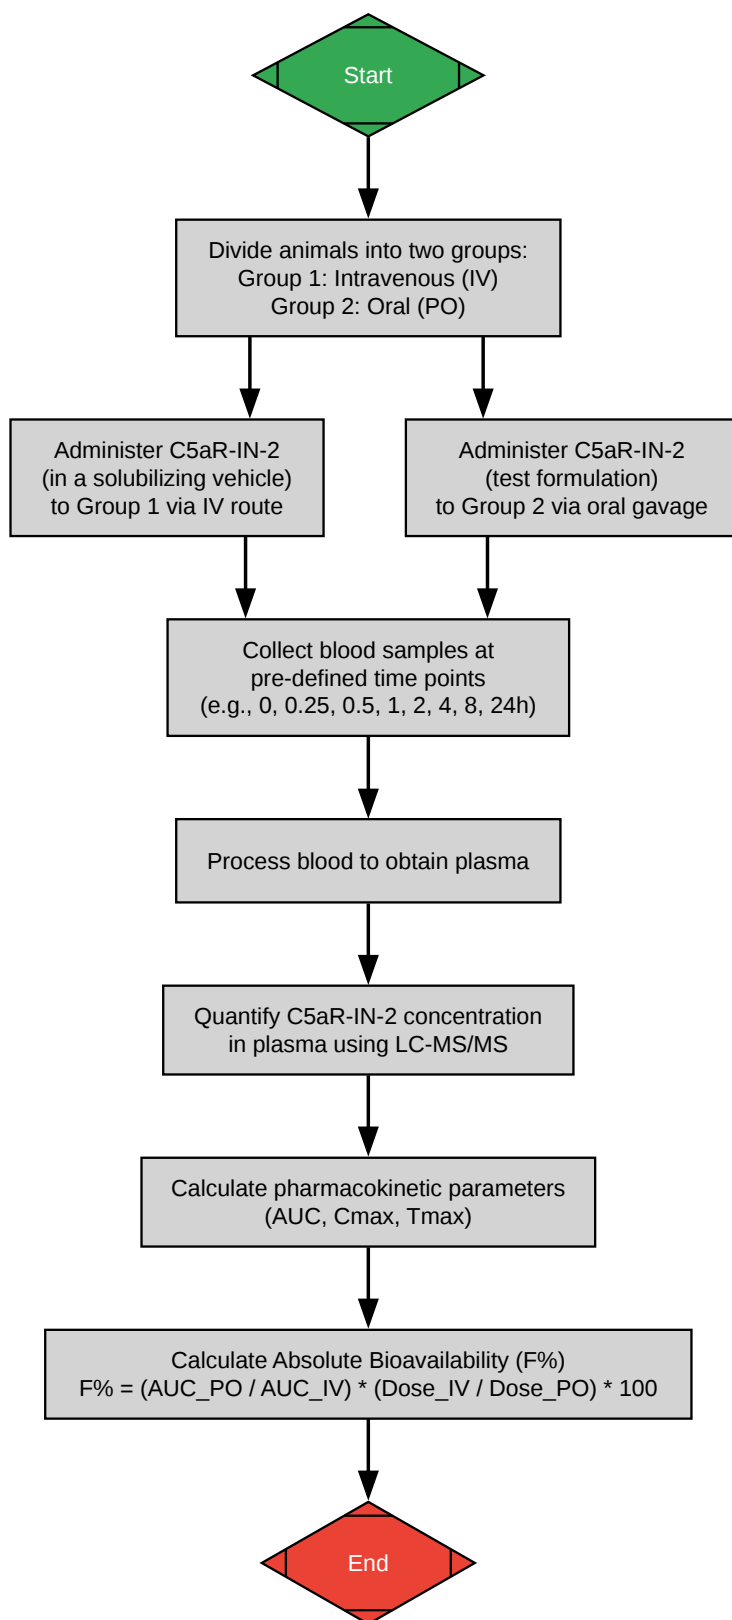 Start
Divide animals into two groups:
Group 1: Intravenous (IV)
Group 2: Oral (PO)
Administer C5aR-IN-2
(in a solubilizing vehicle)
to Group 1 via IV route
Administer C5aR-IN-2
(test formulation)
to Group 2 via oral gavage
Collect blood samples at
pre-defined time points
(e.g., 0, 0.25, 0.5, 1, 2, 4, 8, 24h)
Process blood to obtain plasma
Quantify C5aR-IN-2 concentration
in plasma using LC-MS/MS
Calculate pharmacokinetic parameters
(AUC, Cmax, Tmax)
Calculate Absolute Bioavailability (F%)
F% = (AUC_PO / AUC_IV) * (Dose_IV / Dose_PO) * 100
End